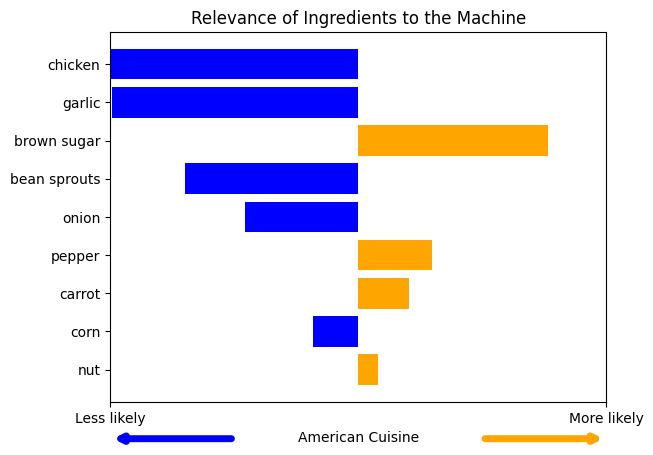 Relevance of Ingredients to the Machine
chicken
garlic
brown sugar
bean sprouts
onion
pepper
carrot
corn
nut
Less likely
More likely
American Cuisine